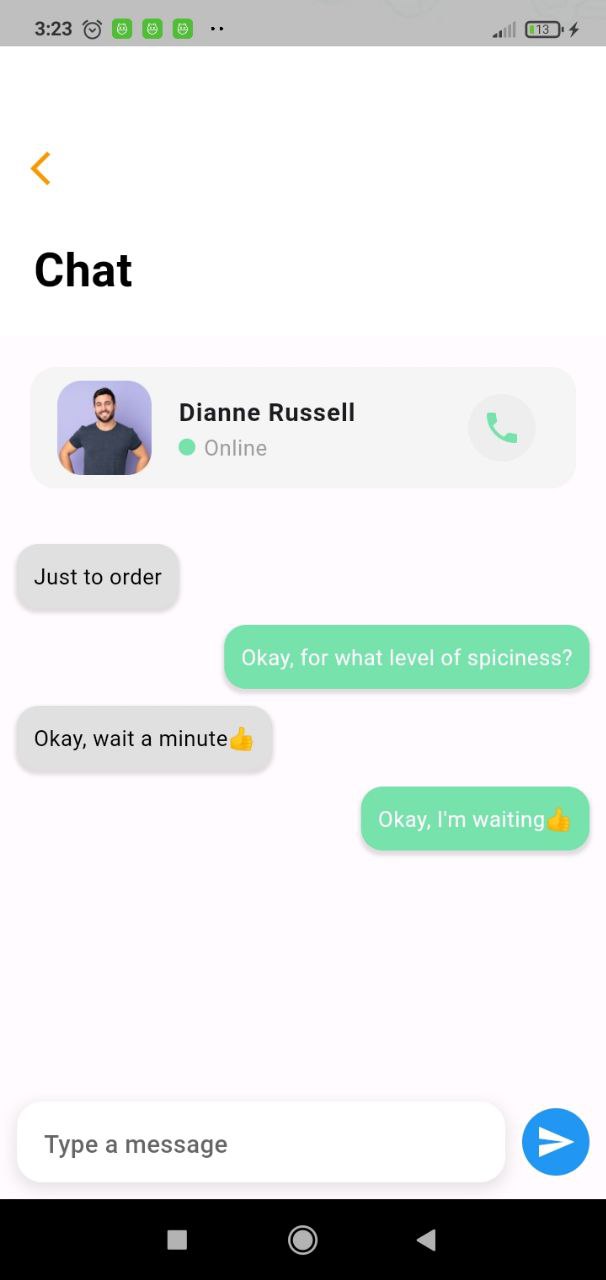 3:23
13
Chat
Dianne Russell
Online
Just to order
Okay, for what level of spiciness?
Okay, wait a minute👍
Okay, I'm waiting👍
Type a message